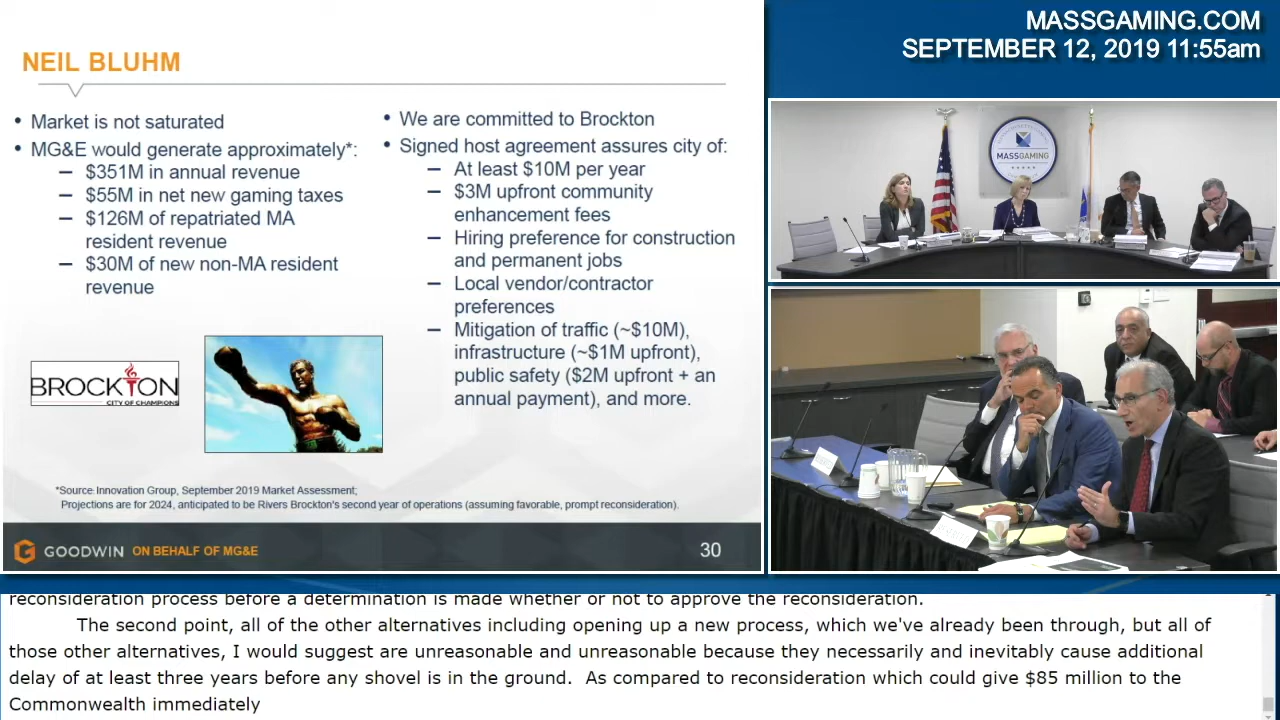 MASSGAMING.COM
SEPTEMBER 12, 2019 11:55am
NEIL BLUHM
• Market is not saturated
• MG&E would generate approximately*:
– $351M in annual revenue
– $55M in net new gaming taxes
– $126M of repatriated MA
resident revenue
– $30M of new non-MA resident
revenue
• We are committed to Brockton
• Signed host agreement assures city of:
– At least $10M per year
– $3M upfront community
enhancement fees
– Hiring preference for construction
and permanent jobs
– Local vendor/contractor
preferences
– Mitigation of traffic (~$10M),
infrastructure (~$1M upfront),
public safety ($2M upfront + an
annual payment), and more.
BROCKTON
CITY OF CHAMPIONS
*Source: Innovation Group, September 2019 Market Assessment;
Projections are for 2024, anticipated to be Rivers Brockton's second year of operations (assuming favorable, prompt reconsideration).
GOODWIN ON BEHALF OF MG&E
30
MASSGAMING
reconsideration process before a determination is made whether or not to approve the reconsideration.
The second point, all of the other alternatives including opening up a new process, which we've already been through, but all of
those other alternatives, I would suggest are unreasonable and unreasonable because they necessarily and inevitably cause additional
delay of at least three years before any shovel is in the ground.  As compared to reconsideration which could give $85 million to the
Commonwealth immediately